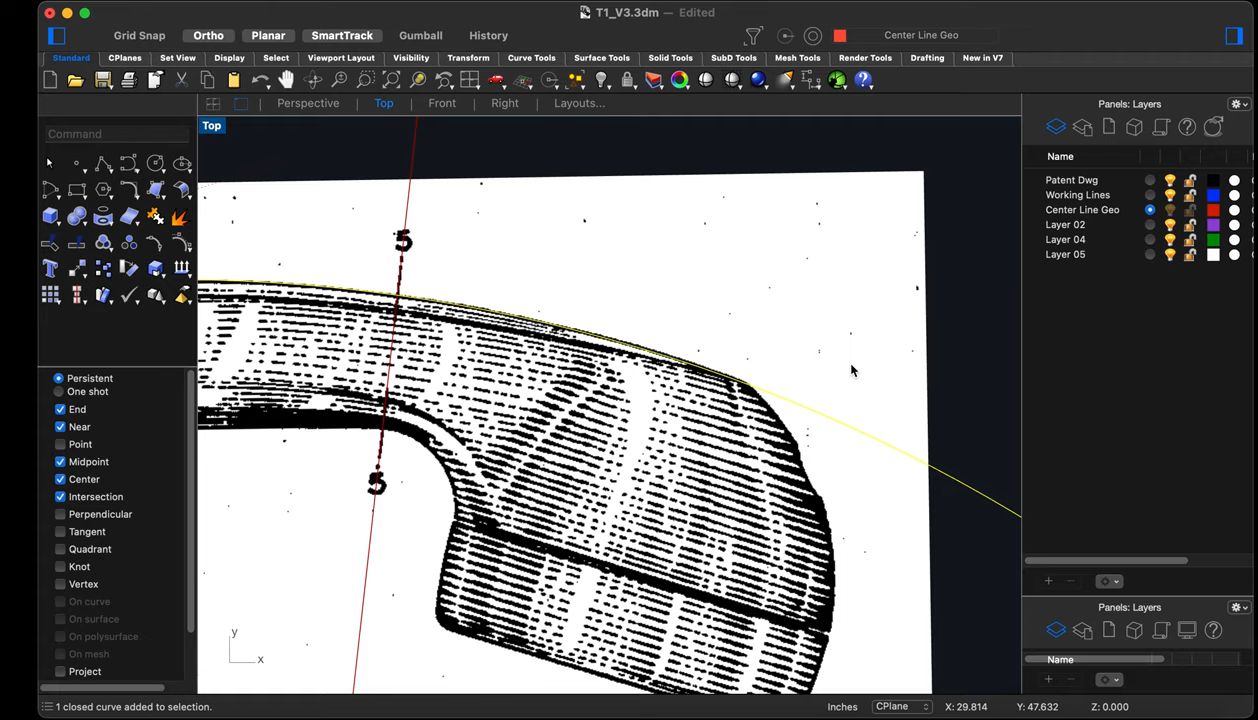 T1_V3.3dm — Edited
Grid Snap Ortho Planar SmartTrack Gumball History Center Line Geo
Standard CPlanes Set View Display Select Viewport Layout Visibility Transform Curve Tools Surface Tools Solid Tools SubD Tools Mesh Tools Render Tools Drafting New in V7
Perspective Top Front Right Layouts...
Panels: Layers
Top
Command
Name
Patent Dwg
Working Lines
Center Line Geo
Layer 02
Layer 04
Layer 05
5
5
Persistent
One shot
End
Near
Point
Midpoint
Center
Intersection
Perpendicular
Tangent
Quadrant
Knot
Vertex
On curve
On surface
On polysurface
On mesh
Project
y
x
Panels: Layers
Name
1 closed curve added to selection.
Inches CPlane X: 29.814 Y: 47.632 Z: 0.000